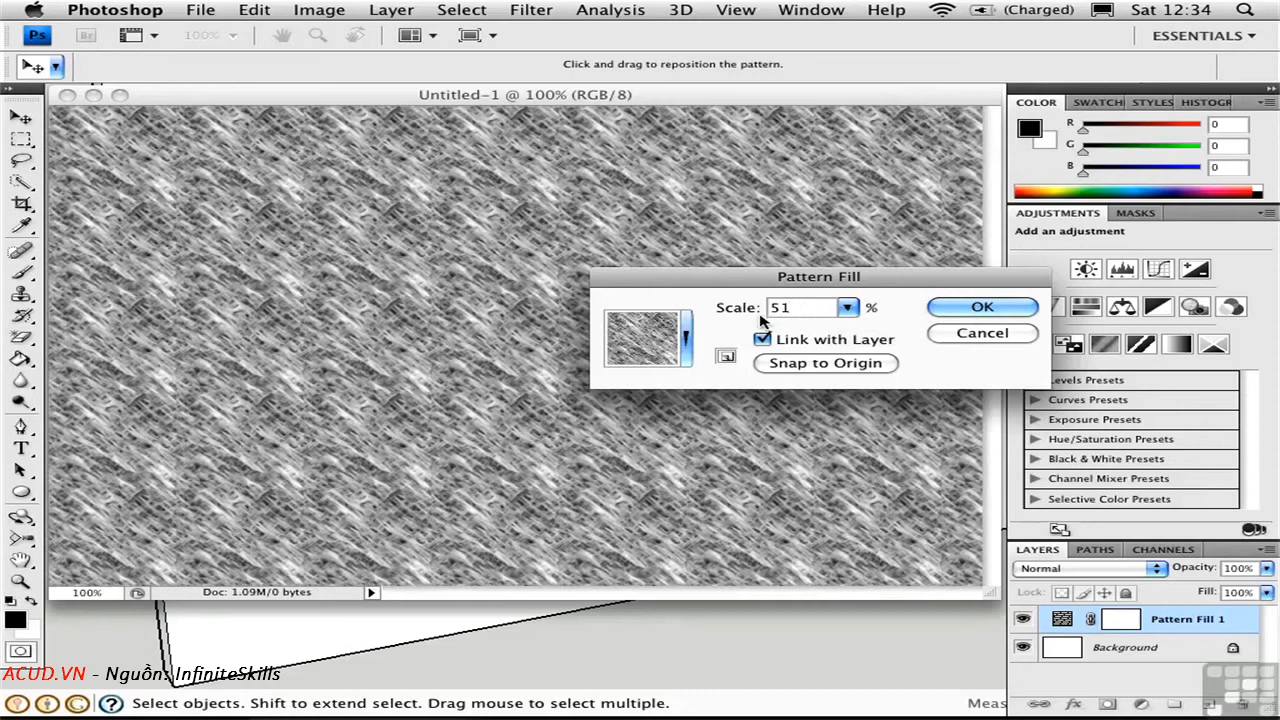 Photoshop File Edit Image Layer Select Filter Analysis 3D View Window Help (Charged) Sat 12:34
Ps Br 100% ESSENTIALS
Click and drag to reposition the pattern.
Untitled-1 @ 100% (RGB/8)
COLOR SWATCH STYLES HISTOGR
R 0
G 0
B 0
ADJUSTMENTS MASKS
Add an adjustment
Pattern Fill
Scale: 51 %
OK
Link with Layer
Cancel
Snap to Origin
Levels Presets
Curves Presets
Exposure Presets
Hue/Saturation Presets
Black & White Presets
Channel Mixer Presets
Selective Color Presets
LAYERS PATHS CHANNELS
Normal Opacity: 100%
Lock: Fill: 100%
Pattern Fill 1
Background
100% Doc: 1.09M/0 bytes
ACUD.VN - Nguồn: InfiniteSkills
Select objects. Shift to extend select. Drag mouse to select multiple. Meas
fx